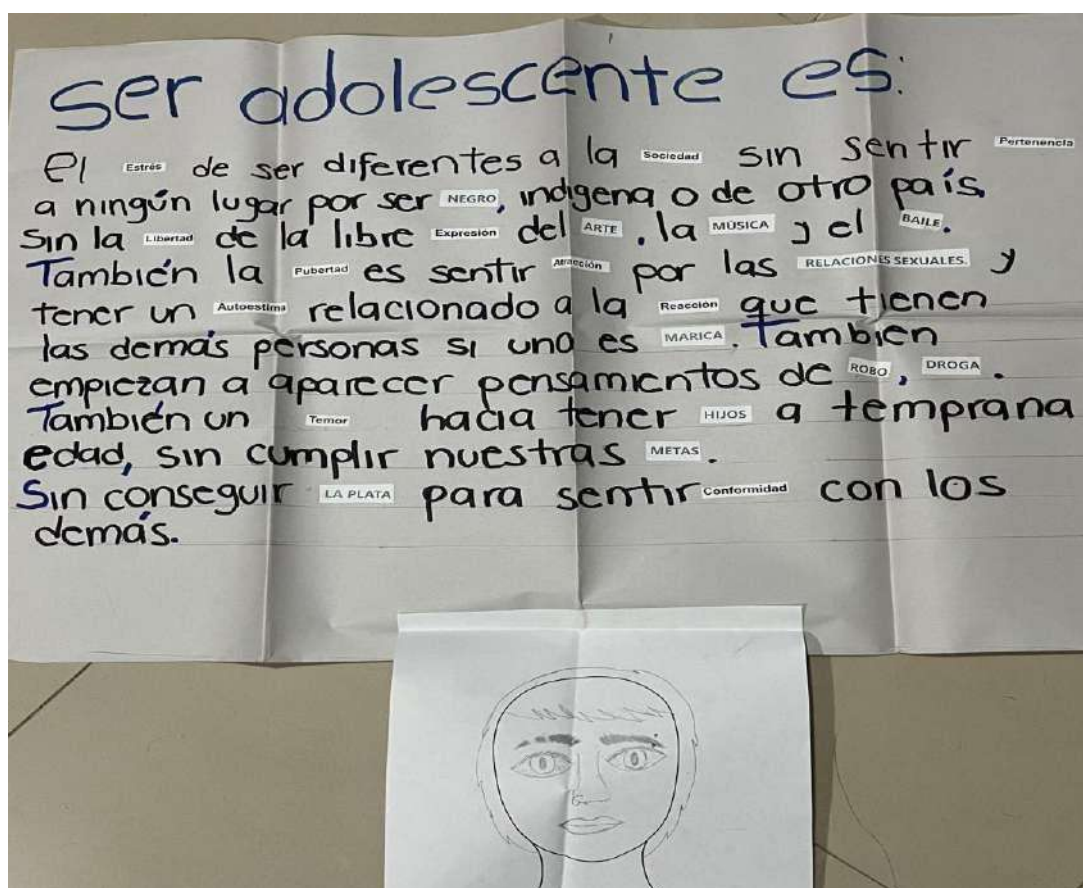 Ser adolescente es:
El Estrés de ser diferentes a la Sociedad sin sentir Pertenencia
a ningún lugar por ser NEGRO, indígena o de otro país,
Sin la Libertad de la libre Expresión del ARTE, la MÚSICA y el BAILE.
También la Pubertad es sentir Atracción por las RELACIONES SEXUALES. y
tener un Autoestima relacionado a la Reacción que tienen
las demás personas si uno es MARICA. También
empiezan a aparecer pensamientos de ROBO, DROGA.
También un Temor hacia tener HIJOS a temprana
edad, sin cumplir nuestras METAS.
Sin conseguir LA PLATA para sentir Conformidad con los
demás.